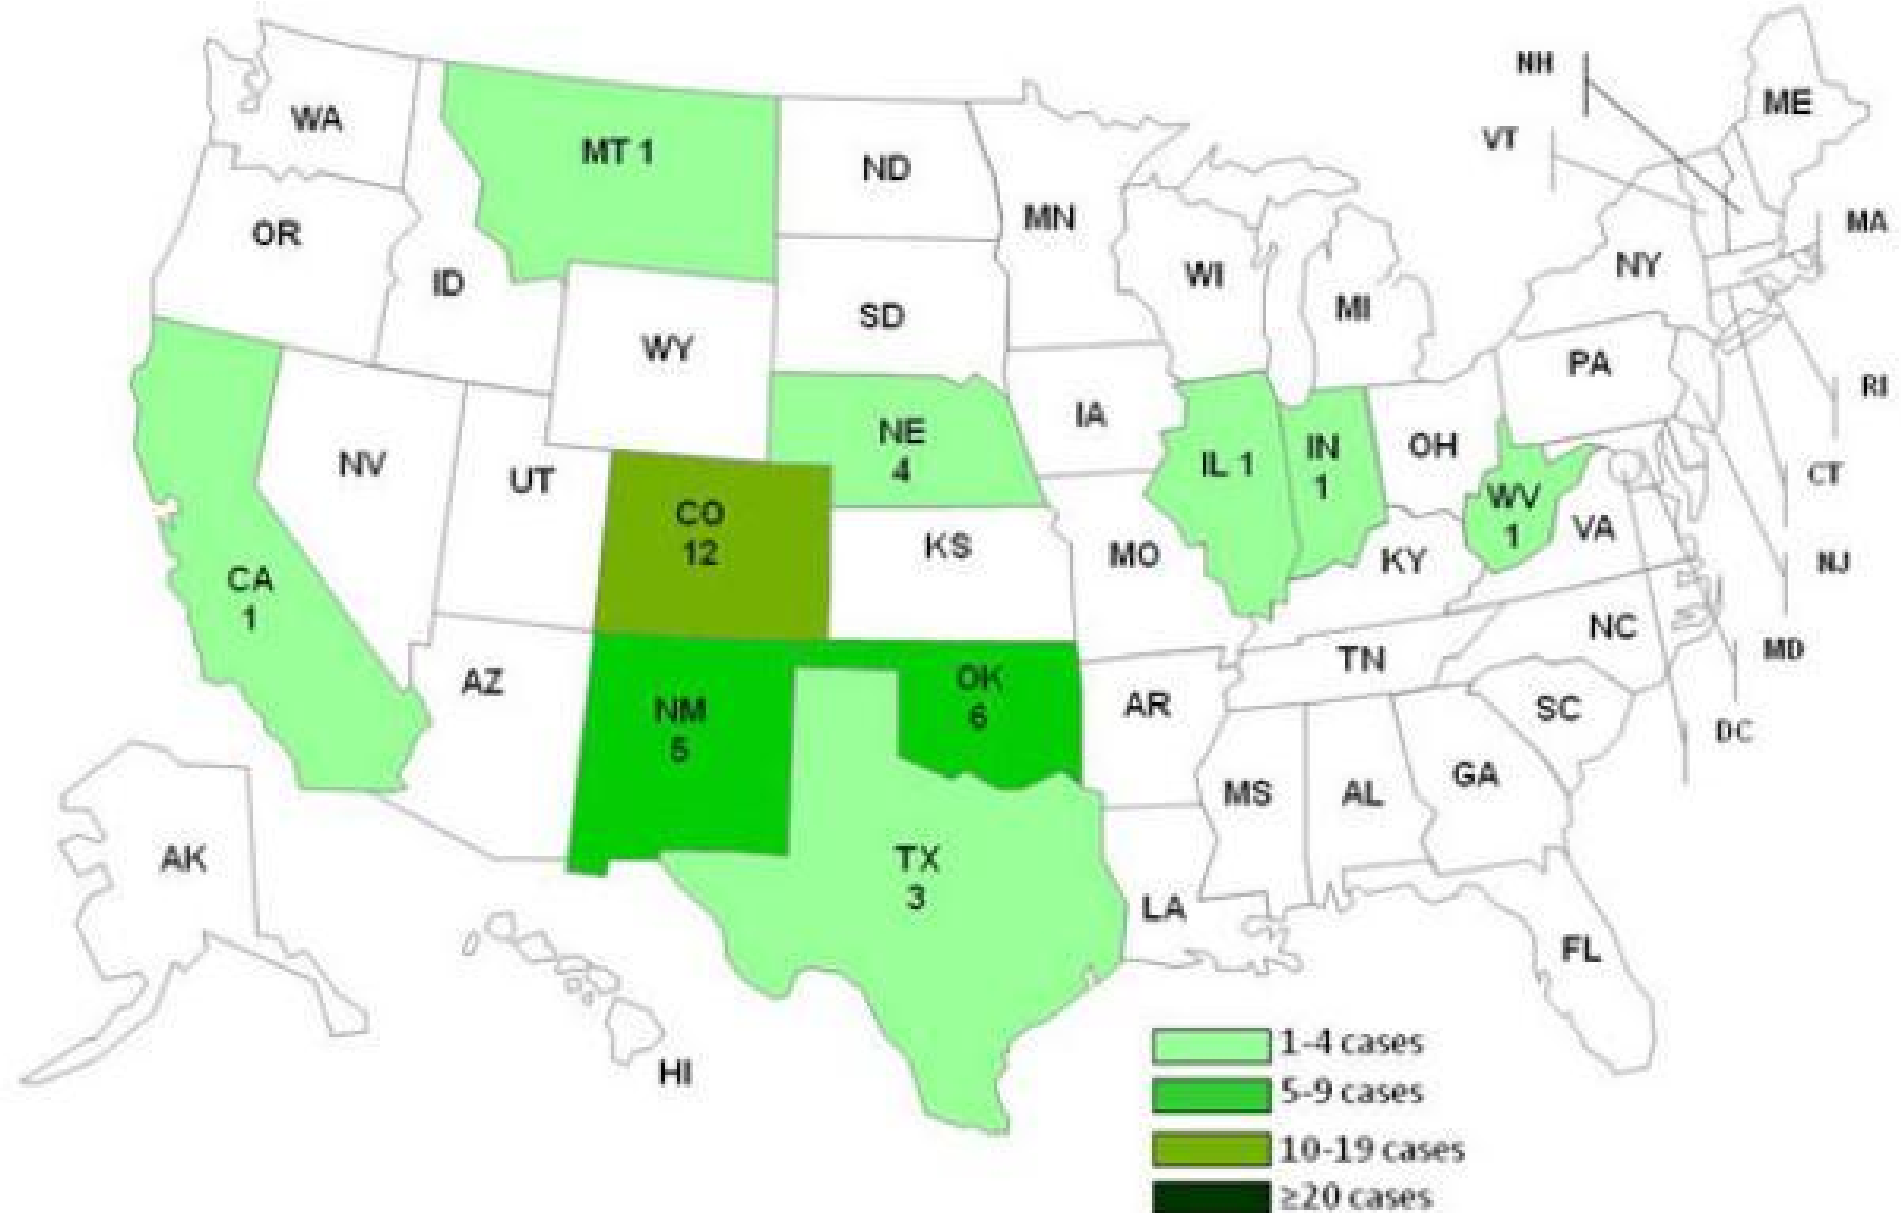 NH
ME
VT
WA
MT 1
ND
MN
MA
OR
ID
WI
NY
MI
SD
WY
PA
RI
IA
NE
4
NV
UT
IL 1
IN
1
OH
CT
WV
1
VA
CO
12
KS
MO
KY
NJ
CA
1
NC
MD
TN
AZ
NM
5
OK
6
AR
SC
DC
MS
AL
GA
AK
TX
3
LA
FL
HI
1-4 cases
5-9 cases
10-19 cases
≥20 cases